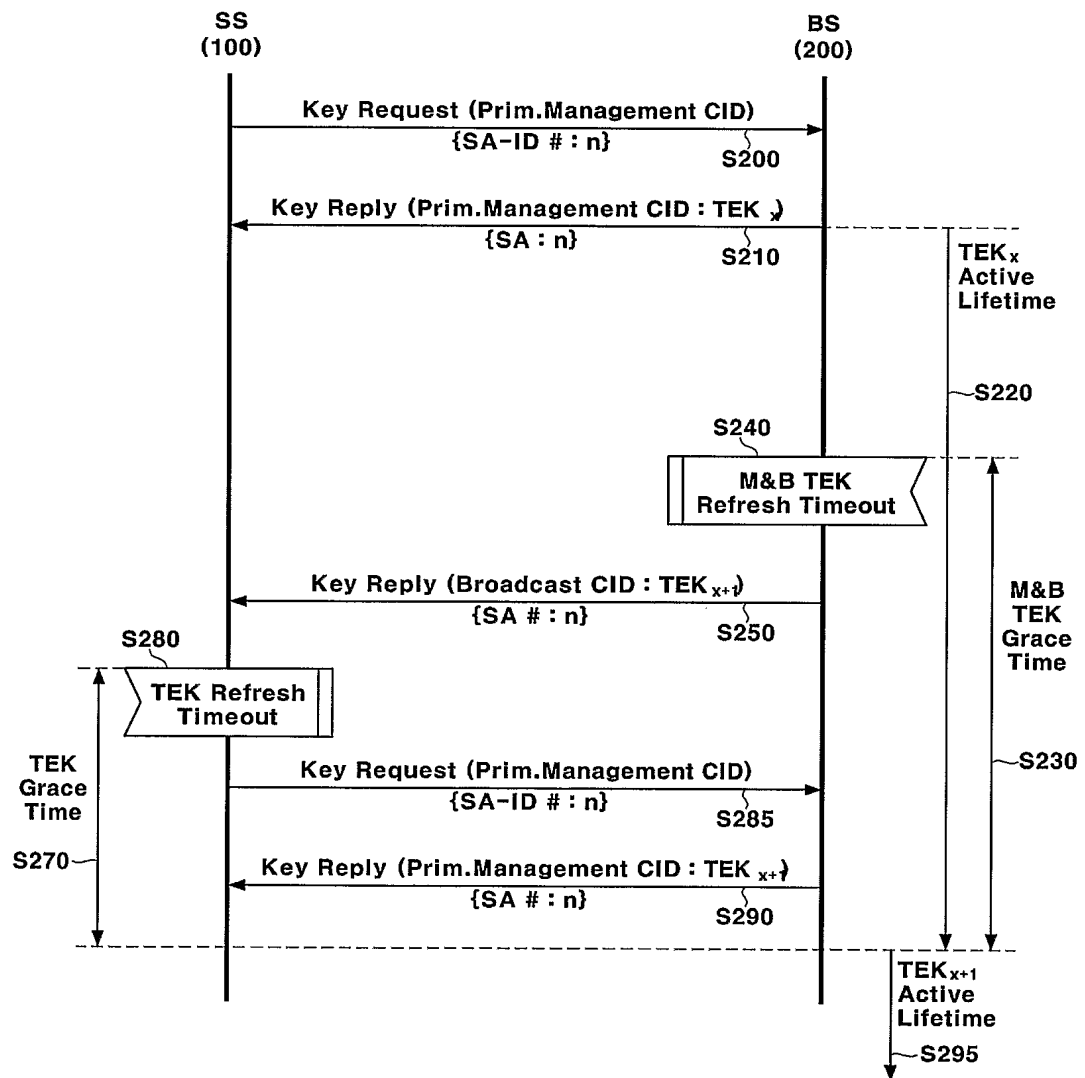 SS
(100)
BS
(200)
Key Request (Prim.Management CID)
{SA-ID # : n}
S200
Key Reply (Prim.Management CID : TEK x)
{SA : n}
S210
TEKx
Active
Lifetime
S220
S240
M&B TEK
Refresh Timeout
Key Reply (Broadcast CID : TEKx+1)
{SA # : n}
S250
M&B
TEK
Grace
Time
S280
TEK Refresh
Timeout
S230
TEK
Grace
Time
Key Request (Prim.Management CID)
{SA-ID # : n}
S285
S270
Key Reply (Prim.Management CID : TEK x+1)
{SA # : n}
S290
TEKx+1
Active
Lifetime
S295